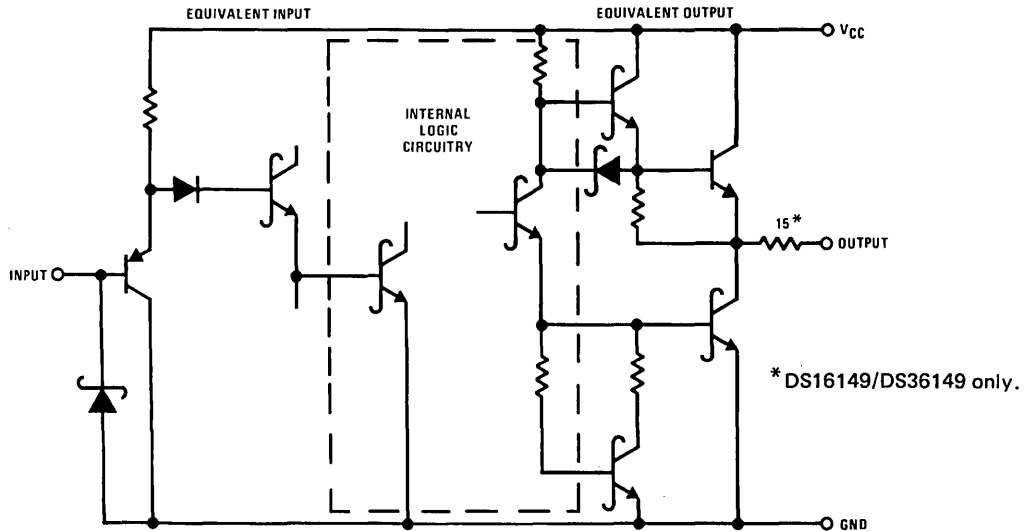 EQUIVALENT INPUT
EQUIVALENT OUTPUT
VCC
INTERNAL
LOGIC
CIRCUITRY
15*
OUTPUT
INPUT
*DS16149/DS36149 only.
GND